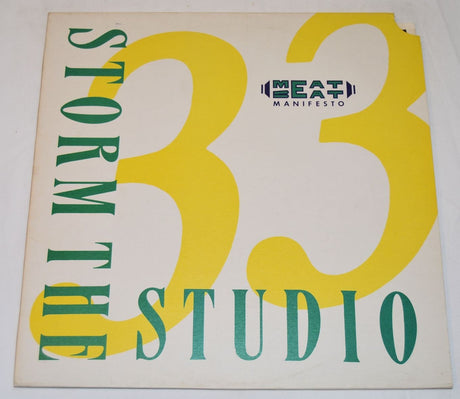 33
MEAT
BEAT
MANIFESTO
STORM THE
STUDIO